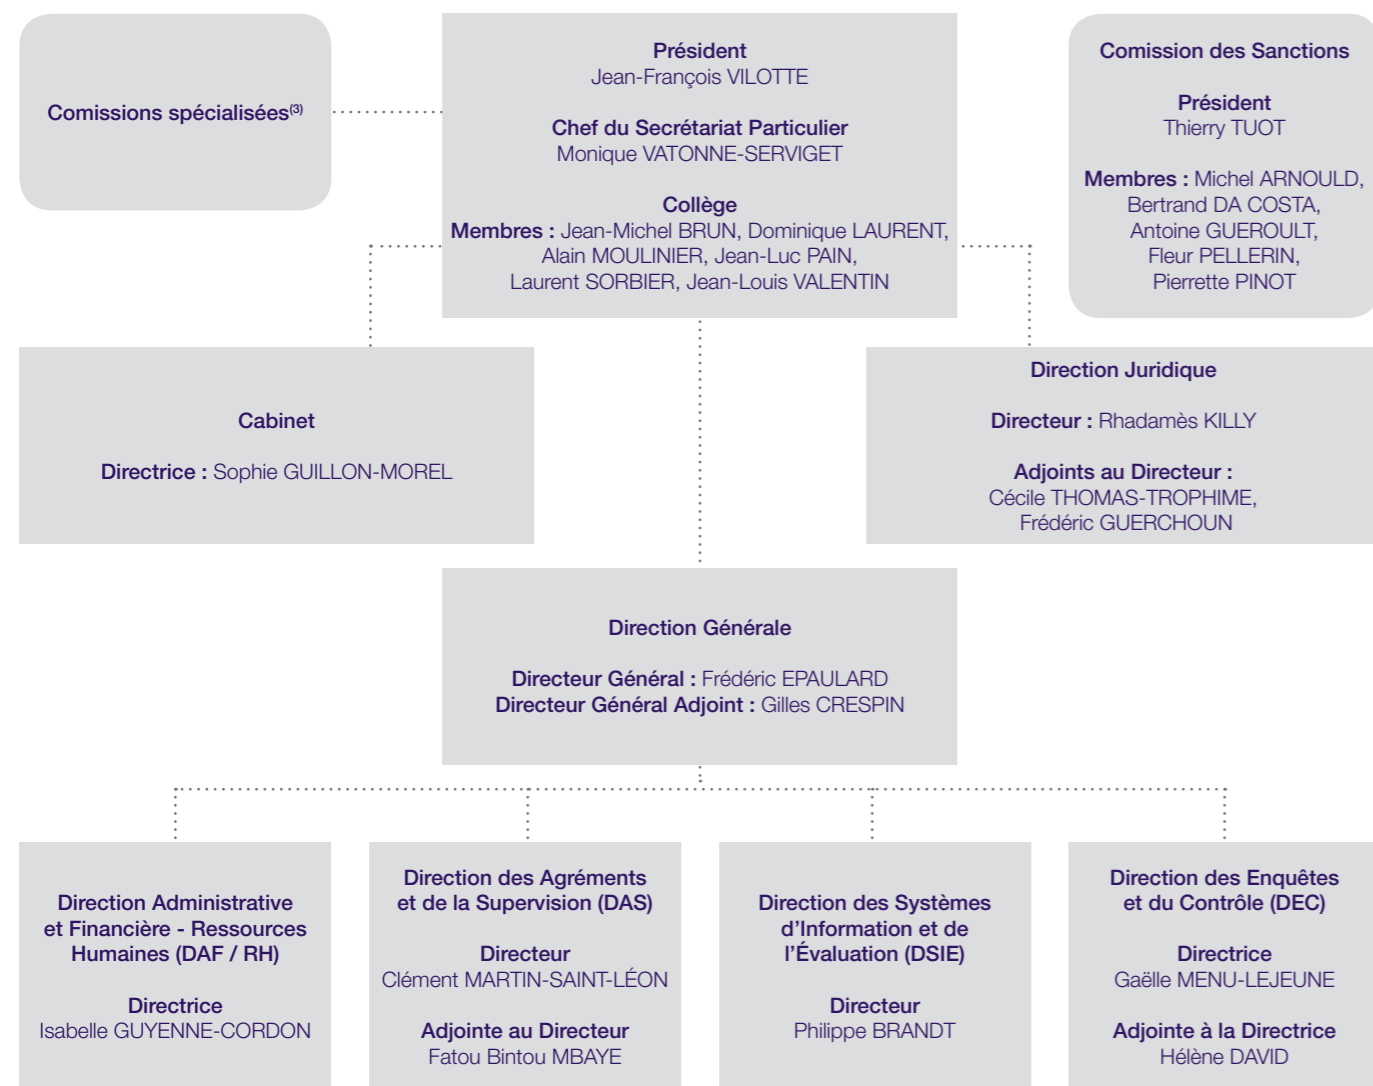 Comissions spécialisées(3)
Président
Jean-François VILOTTE
Chef du Secrétariat Particulier
Monique VATONNE-SERVIGET
Collège
Membres : Jean-Michel BRUN, Dominique LAURENT,
Alain MOULINIER, Jean-Luc PAIN,
Laurent SORBIER, Jean-Louis VALENTIN
Comission des Sanctions
Président
Thierry TUOT
Membres : Michel ARNOULD,
Bertrand DA COSTA,
Antoine GUEROULT,
Fleur PELLERIN,
Pierrette PINOT
Cabinet
Directrice : Sophie GUILLON-MOREL
Direction Juridique
Directeur : Rhadamès KILLY
Adjoints au Directeur :
Cécile THOMAS-TROPHIME,
Frédéric GUERCHOUN
Direction Générale
Directeur Général : Frédéric EPAULARD
Directeur Général Adjoint : Gilles CRESPIN
Direction Administrative
et Financière - Ressources
Humaines (DAF / RH)
Directrice
Isabelle GUYENNE-CORDON
Direction des Agréments
et de la Supervision (DAS)
Directeur
Clément MARTIN-SAINT-LÉON
Adjointe au Directeur
Fatou Bintou MBAYE
Direction des Systèmes
d'Information et de
l'Évaluation (DSIE)
Directeur
Philippe BRANDT
Direction des Enquêtes
et du Contrôle (DEC)
Directrice
Gaëlle MENU-LEJEUNE
Adjointe à la Directrice
Hélène DAVID